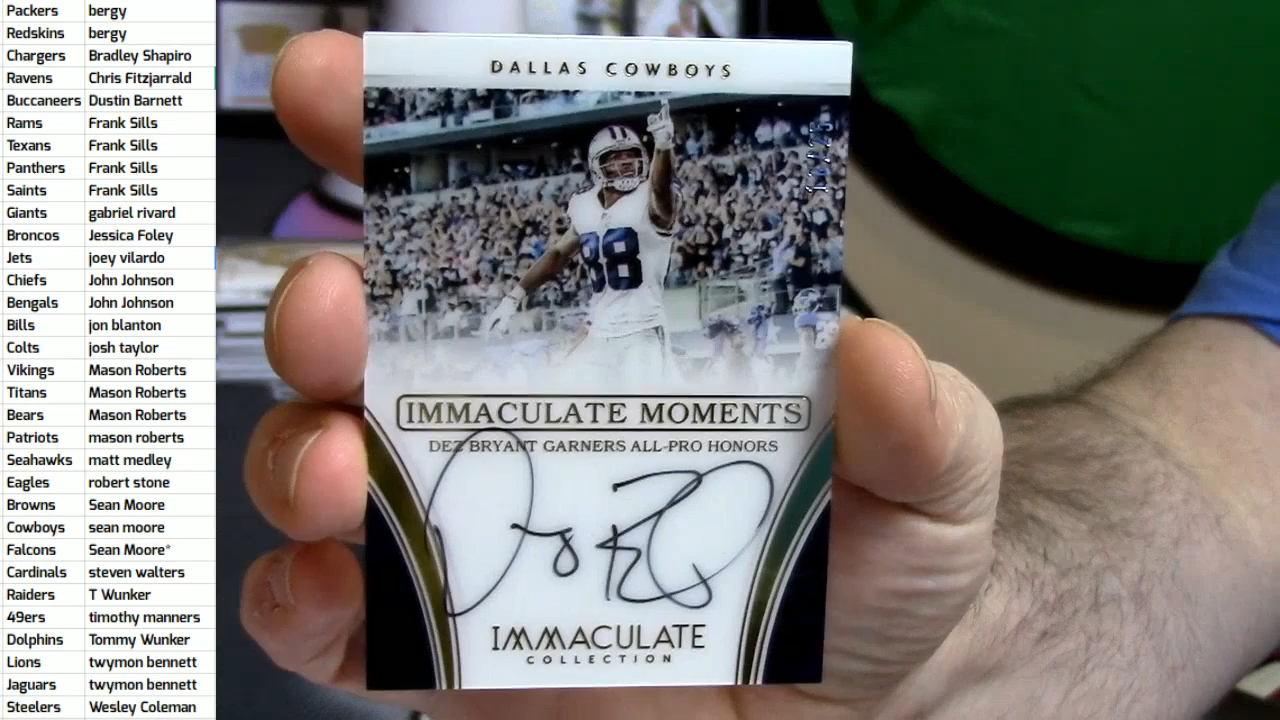 Packers bergy
Redskins bergy
Chargers Bradley Shapiro
Ravens Chris Fitzjarrald
Buccaneers Dustin Barnett
Rams Frank Sills
Texans Frank Sills
Panthers Frank Sills
Saints Frank Sills
Giants gabriel rivard
Broncos Jessica Foley
Jets joey vilardo
Chiefs John Johnson
Bengals John Johnson
Bills jon blanton
Colts josh taylor
Vikings Mason Roberts
Titans Mason Roberts
Bears Mason Roberts
Patriots mason roberts
Seahawks matt medley
Eagles robert stone
Browns Sean Moore
Cowboys sean moore
Falcons Sean Moore*
Cardinals steven walters
Raiders T Wunker
49ers timothy manners
Dolphins Tommy Wunker
Lions twymon bennett
Jaguars twymon bennett
Steelers Wesley Coleman
DALLAS COWBOYS
88
IMMACULATE MOMENTS
DEZ BRYANT GARNERS ALL-PRO HONORS
IMMACULATE
COLLECTION